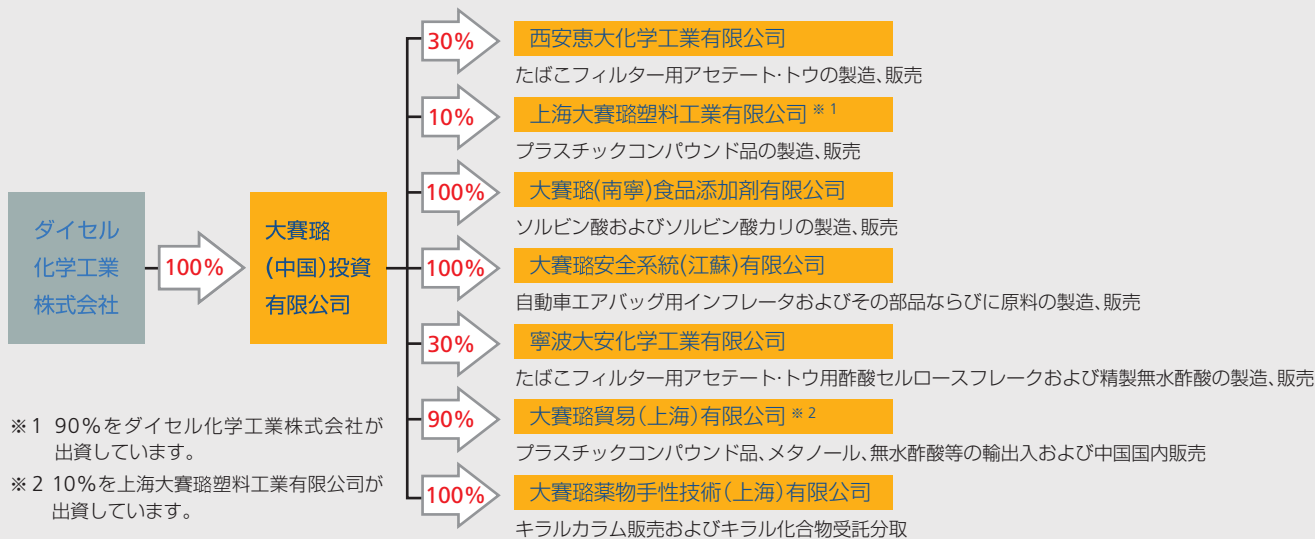 ダイセル
化学工業
株式会社
100%
大賽璐
(中国)投資
有限公司
30%
西安恵大化学工業有限公司
たばこフィルター用アセテート・トウの製造、販売
10%
上海大賽璐塑料工業有限公司 ※1
プラスチックコンパウンド品の製造、販売
100%
大賽璐(南寧)食品添加剤有限公司
ソルビン酸およびソルビン酸カリの製造、販売
100%
大賽璐安全系統(江蘇)有限公司
自動車エアバッグ用インフレータおよびその部品ならびに原料の製造、販売
30%
寧波大安化学工業有限公司
たばこフィルター用アセテート・トウ用酢酸セルロースフレークおよび精製無水酢酸の製造、販売
90%
大賽璐貿易(上海)有限公司 ※2
プラスチックコンパウンド品、メタノール、無水酢酸等の輸出入および中国国内販売
100%
大賽璐薬物手性技術(上海)有限公司
キラルカラム販売およびキラル化合物受託分取
※1 90%をダイセル化学工業株式会社が
出資しています。
※2 10%を上海大賽璐塑料工業有限公司が
出資しています。